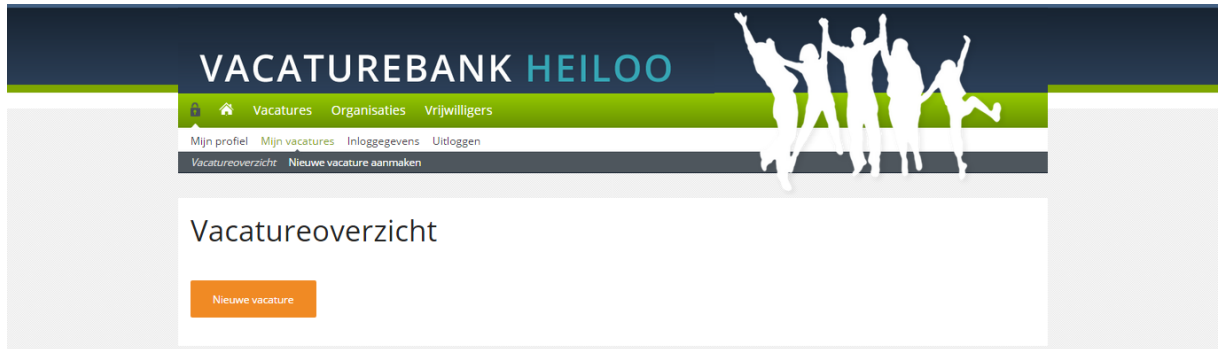 VACATUREBANK HEILOO
Vacatures Organisaties Vrijwilligers
Mijn profiel Mijn vacatures Inloggegevens Uitloggen
Vacatureoverzicht Nieuwe vacature aanmaken
Vacatureoverzicht
Nieuwe vacature